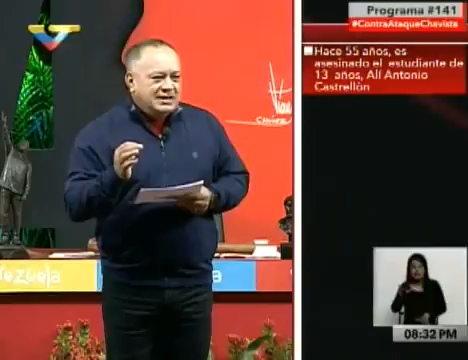 Programa #141
#ContraAtaqueChavista
Hace 55 años, es
asesinado el estudiante de
13 años, Alí Antonio
Castrellón
nezuela
08:32 PM